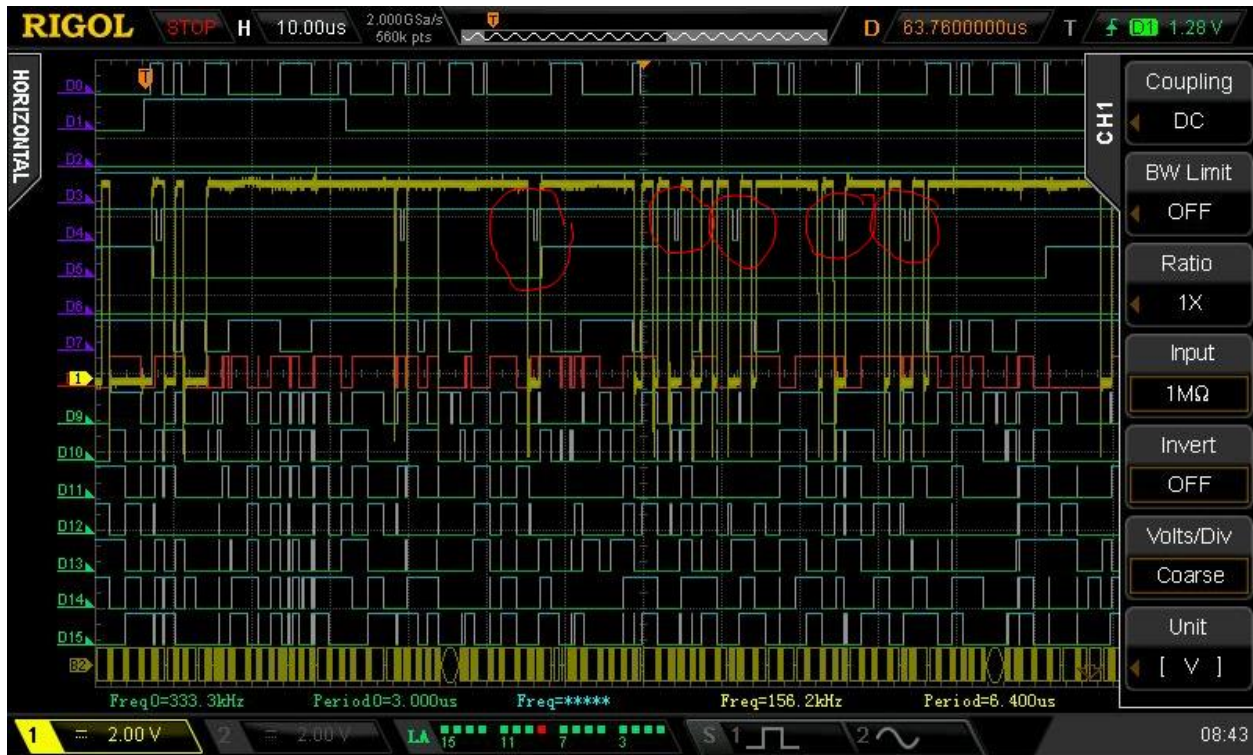 RIGOL STOP H 10.00us 2.000GSa/s 560k pts T D 63.7600000us T D1 1.28 V
HORIZONTAL
CH1
Coupling
DC
BW Limit
OFF
Ratio
1X
Input
1MΩ
Invert
OFF
Volts/Div
Coarse
Unit
[ V ]
T
D0
D1
D2
D3
D4
D5
D6
D7
1
D9
D10
D11
D12
D13
D14
D15
B2
Freq0=333.3kHz Period0=3.000us Freq=***** Freq=156.2kHz Period=6.400us
1 = 2.00 V 2 = 2.00 V LA 15 11 7 3 S 1 2 08:43